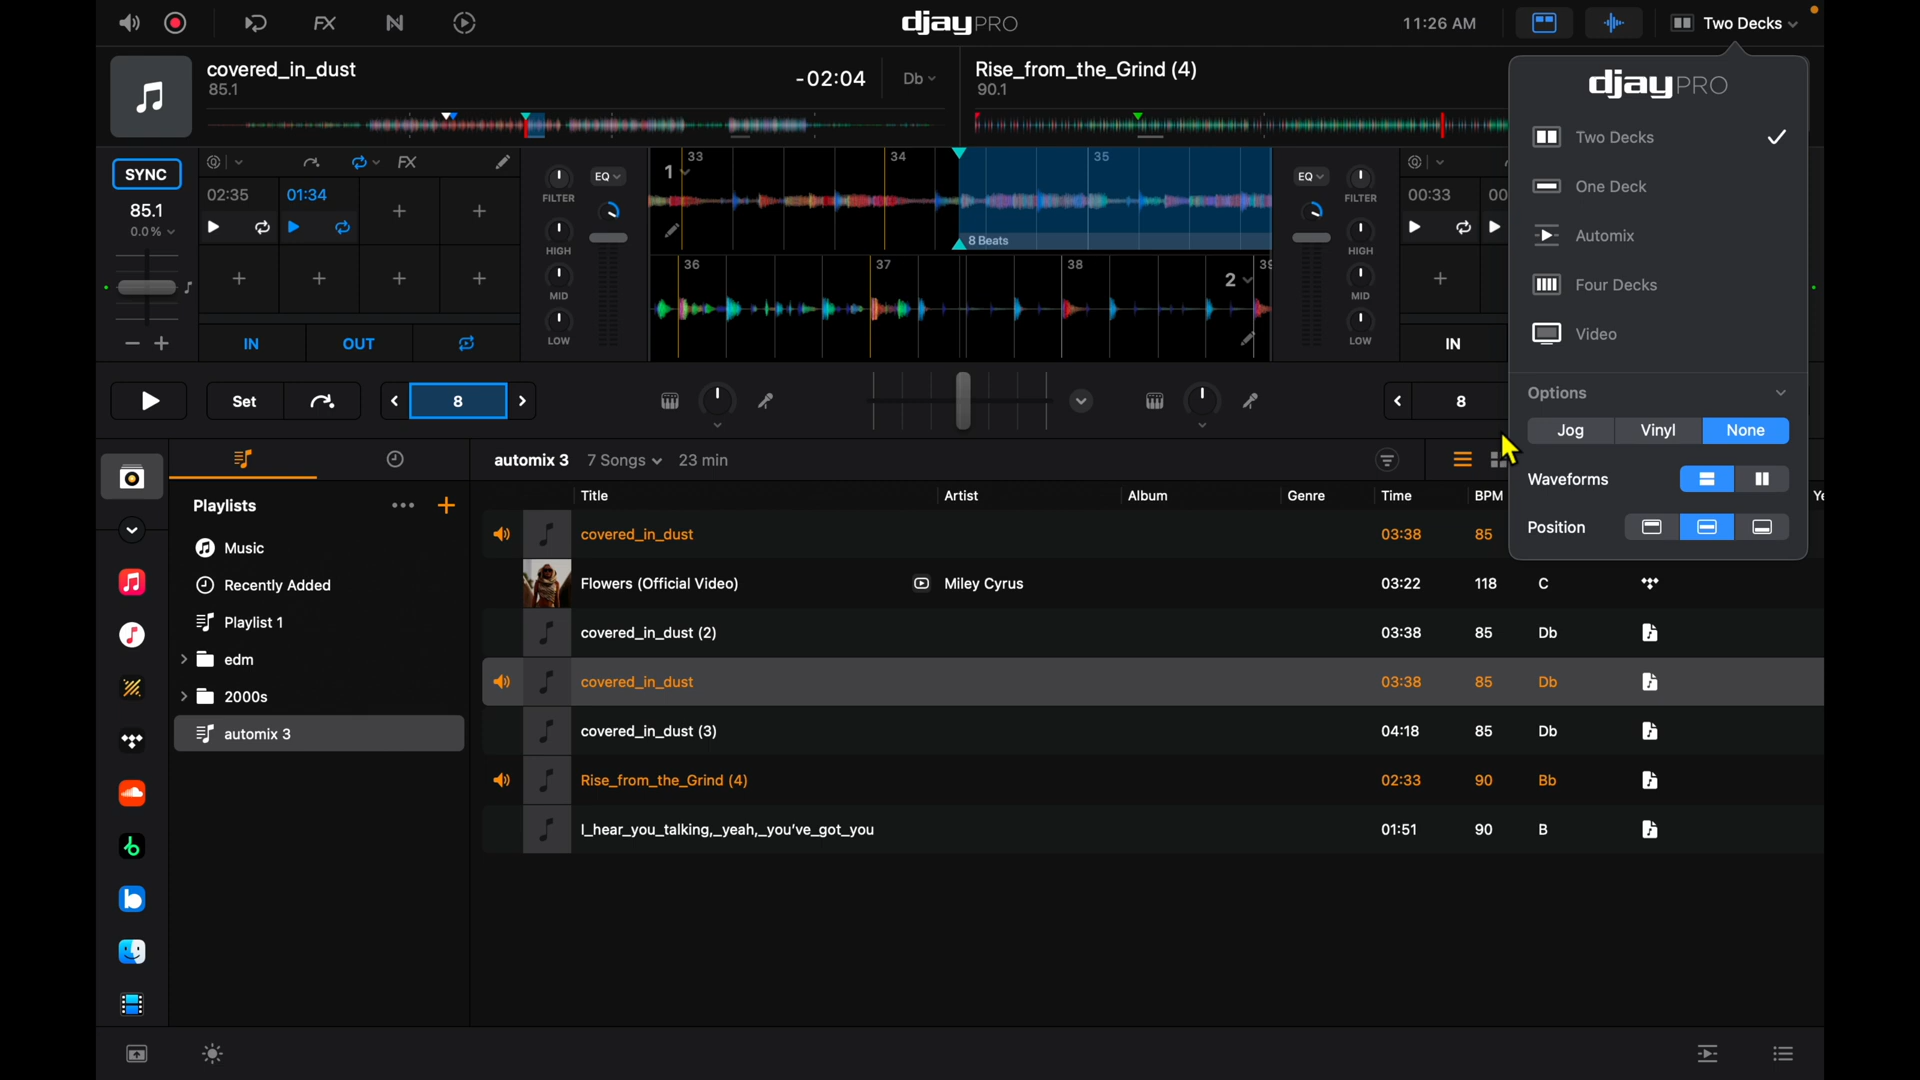 FX
djay PRO
11:26 AM
Two Decks
covered_in_dust
85.1
-02:04
Db
Rise_from_the_Grind (4)
90.1
djay PRO
Two Decks
One Deck
Automix
Four Decks
Video
Options
Jog
Vinyl
None
Waveforms
Position
SYNC
85.1
0.0%
FX
02:35
01:34
IN
OUT
FILTER
HIGH
MID
LOW
EQ
33
34
35
1
8 Beats
36
37
38
39
2
EQ
FILTER
HIGH
MID
LOW
00:33
IN
Set
8
8
automix 3
7 Songs
23 min
Playlists
Music
Recently Added
Playlist 1
edm
2000s
automix 3
Title Artist Album Genre Time BPM
covered_in_dust 03:38 85
Flowers (Official Video) Miley Cyrus 03:22 118 C
covered_in_dust (2) 03:38 85 Db
covered_in_dust 03:38 85 Db
covered_in_dust (3) 04:18 85 Db
Rise_from_the_Grind (4) 02:33 90 Bb
I_hear_you_talking,_yeah,_you've_got_you 01:51 90 B